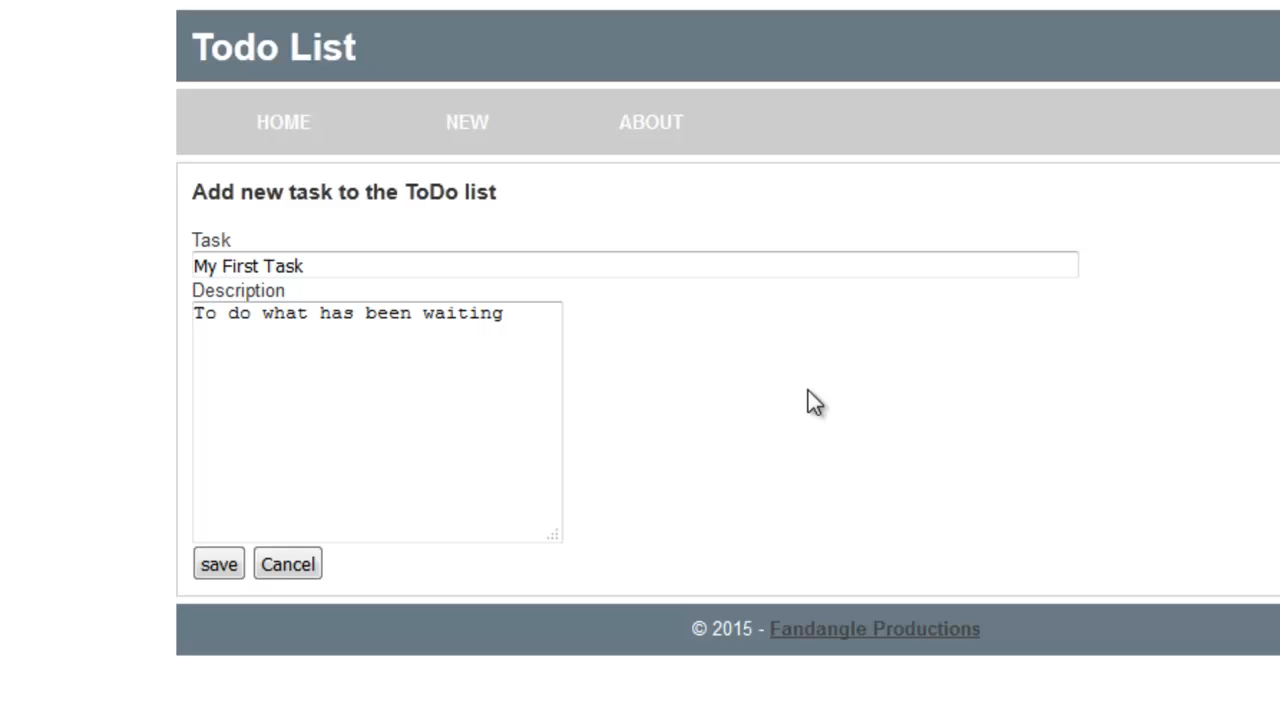 Todo List
HOME NEW ABOUT
Add new task to the ToDo list
Task
My First Task
Description
To do what has been waiting
save Cancel
© 2015 - Fandangle Productions